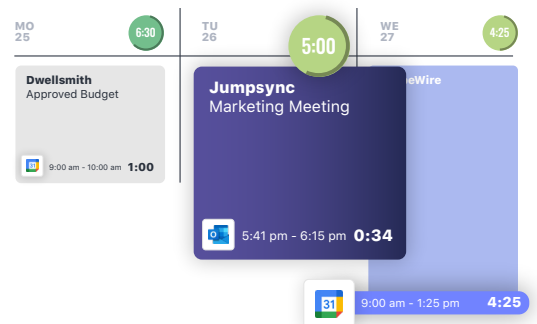 MO
25
6:30
TU
26
5:00
WE
27
4:25
Dwellsmith
Approved Budget
31
9:00 am - 10:00 am 1:00
Jumpsync
Marketing Meeting
O
5:41 pm - 6:15 pm 0:34
eWire
31
9:00 am - 1:25 pm 4:25